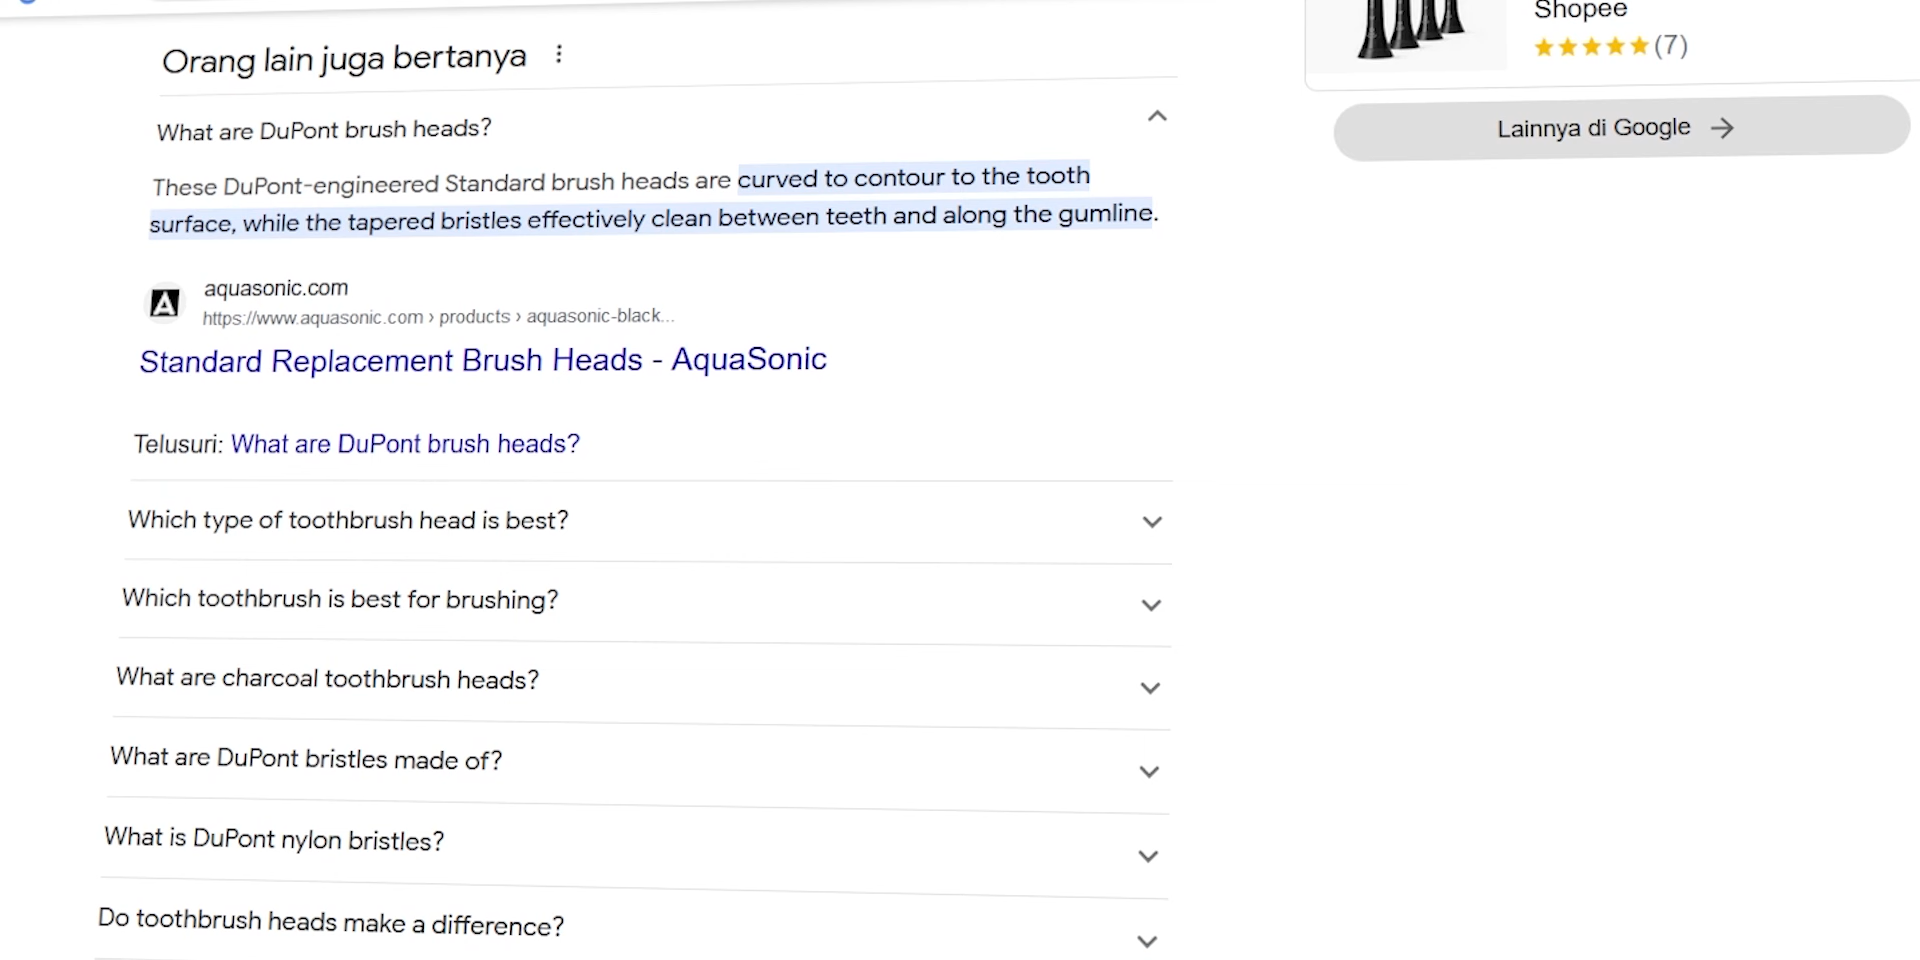 Orang lain juga bertanya
What are DuPont brush heads?
These DuPont-engineered Standard brush heads are curved to contour to the tooth
surface, while the tapered bristles effectively clean between teeth and along the gumline.
aquasonic.com
https://www.aquasonic.com › products › aquasonic-black...
Standard Replacement Brush Heads - AquaSonic
Telusuri: What are DuPont brush heads?
Which type of toothbrush head is best?
Which toothbrush is best for brushing?
What are charcoal toothbrush heads?
What are DuPont bristles made of?
What is DuPont nylon bristles?
Do toothbrush heads make a difference?
Shopee
(7)
Lainnya di Google